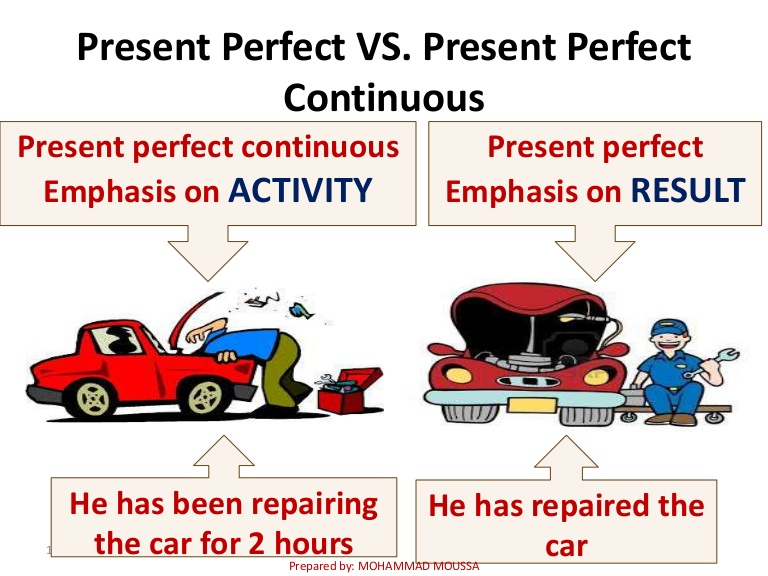 Present Perfect VS. Present Perfect
Continuous
Present perfect continuous
Emphasis on ACTIVITY
Present perfect
Emphasis on RESULT
He has been repairing
the car for 2 hours
He has repaired the
car
1
Prepared by: MOHAMMAD MOUSSA